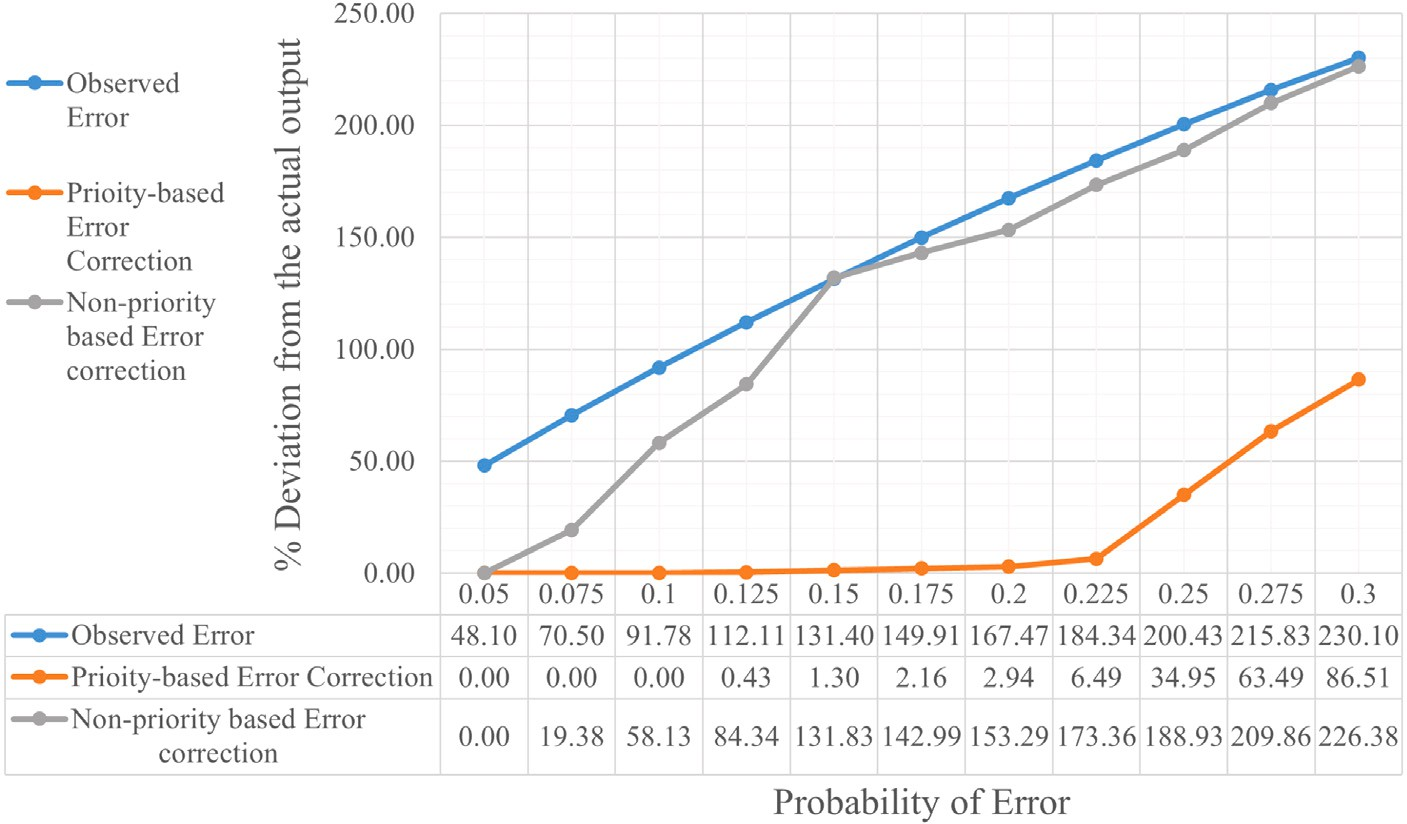 250.00
200.00
150.00
100.00
50.00
0.00
% Deviation from the actual output
Observed
Error
Prioity-based
Error
Correction
Non-priority
based Error
correction
0.05 0.075 0.1 0.125 0.15 0.175 0.2 0.225 0.25 0.275 0.3
Observed Error 48.10 70.50 91.78 112.11 131.40 149.91 167.47 184.34 200.43 215.83 230.10
Prioity-based Error Correction 0.00 0.00 0.00 0.43 1.30 2.16 2.94 6.49 34.95 63.49 86.51
Non-priority based Error
correction 0.00 19.38 58.13 84.34 131.83 142.99 153.29 173.36 188.93 209.86 226.38
Probability of Error